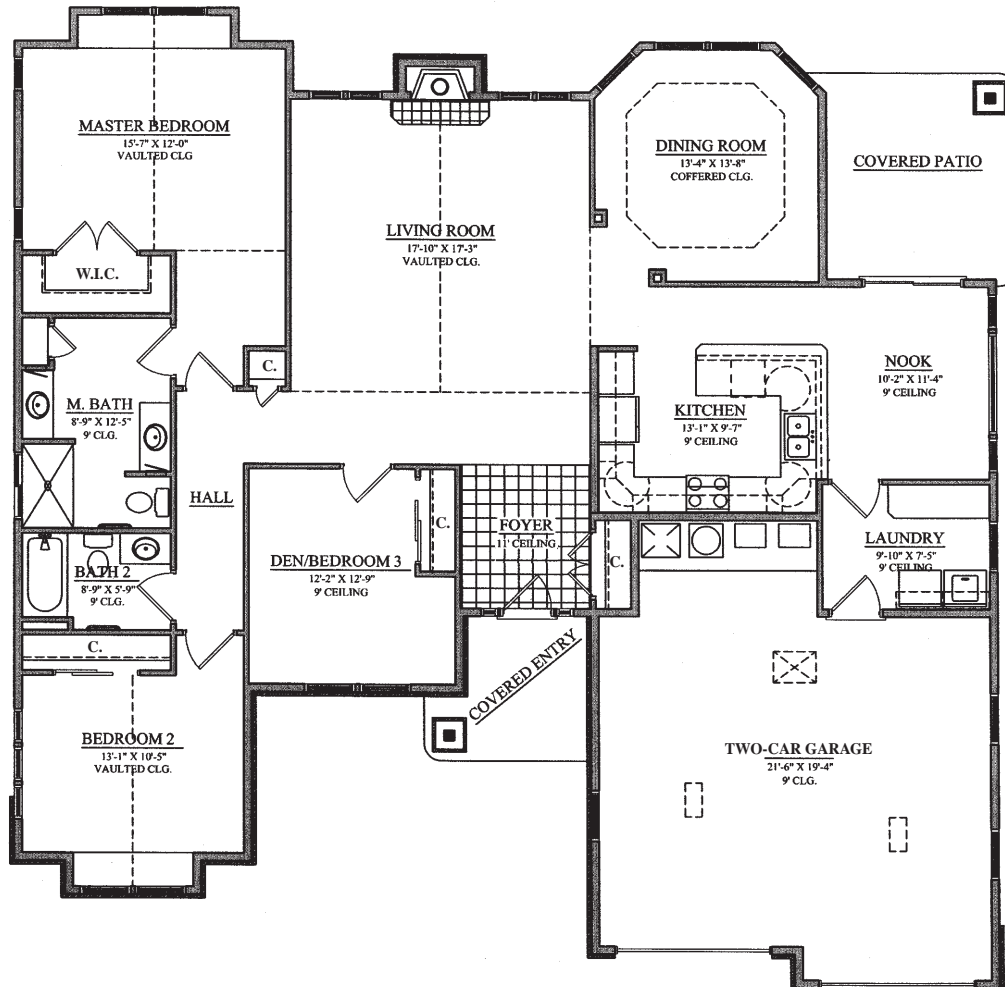 MASTER BEDROOM
15'-7" X 12'-0"
VAULTED CLG
DINING ROOM
13'-4" X 13'-8"
COFFERED CLG.
COVERED PATIO
LIVING ROOM
17'-10" X 17'-3"
VAULTED CLG.
W.I.C.
C.
NOOK
10'-2" X 11'-4"
9' CEILING
M. BATH
8'-9" X 12'-5"
9' CLG.
KITCHEN
13'-1" X 9'-7"
9' CEILING
HALL
C.
FOYER
11' CEILING
LAUNDRY
9'-10" X 7'-5"
9' CEILING
DEN/BEDROOM 3
12'-2" X 12'-9"
9' CEILING
C.
BATH 2
8'-9" X 5'-9"
9' CLG.
C.
COVERED ENTRY
BEDROOM 2
13'-1" X 10'-5"
VAULTED CLG.
TWO-CAR GARAGE
21'-6" X 19'-4"
9' CLG.